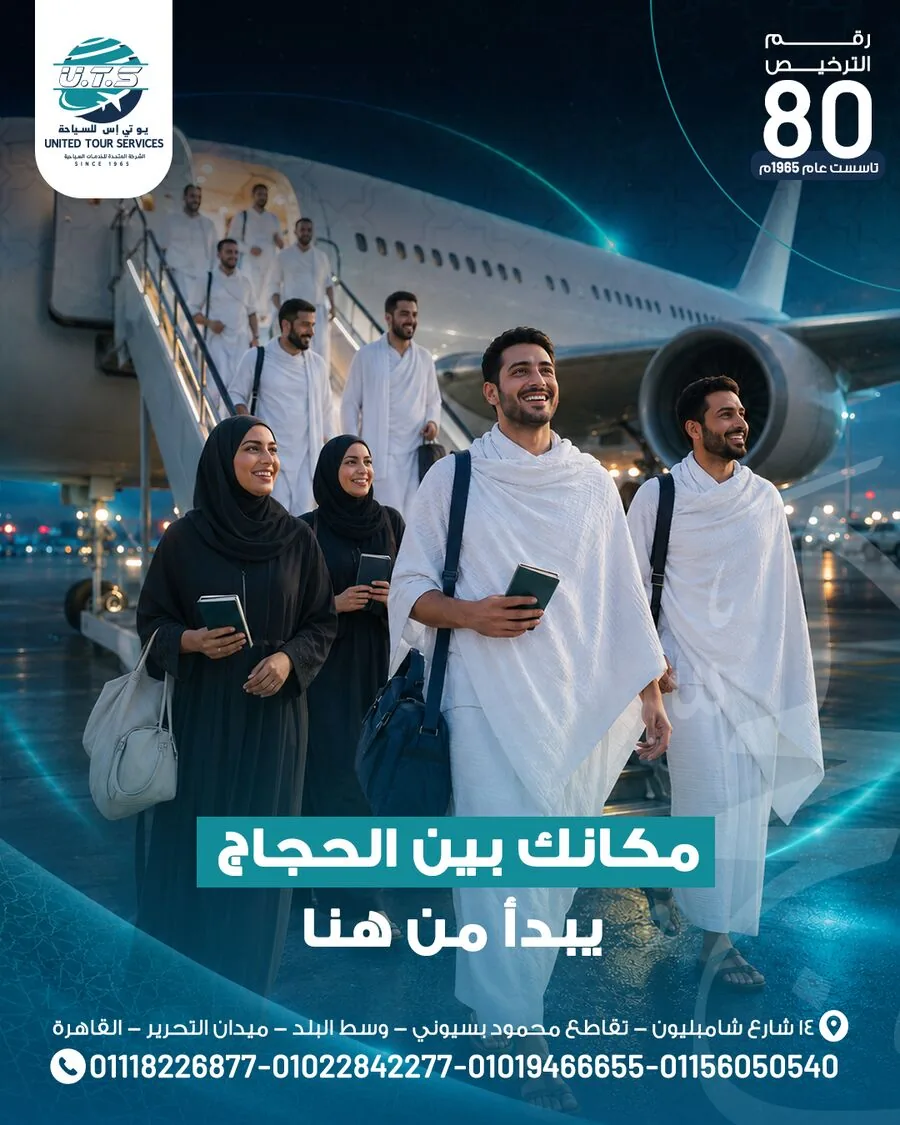 U.T.S
يو تي إس للسياحة
UNITED TOUR SERVICES
الشركة المتحدة للخدمات السياحية
SINCE 1965
رقم
الترخيص
80
تاسست عام 1965م
مكانك بين الحجاج
يبدأ من هنا
١٤ شارع شامبليون – تقاطع محمود بسيوني – وسط البلد – ميدان التحرير – القاهرة
01118226877-01022842277-01019466655-01156050540